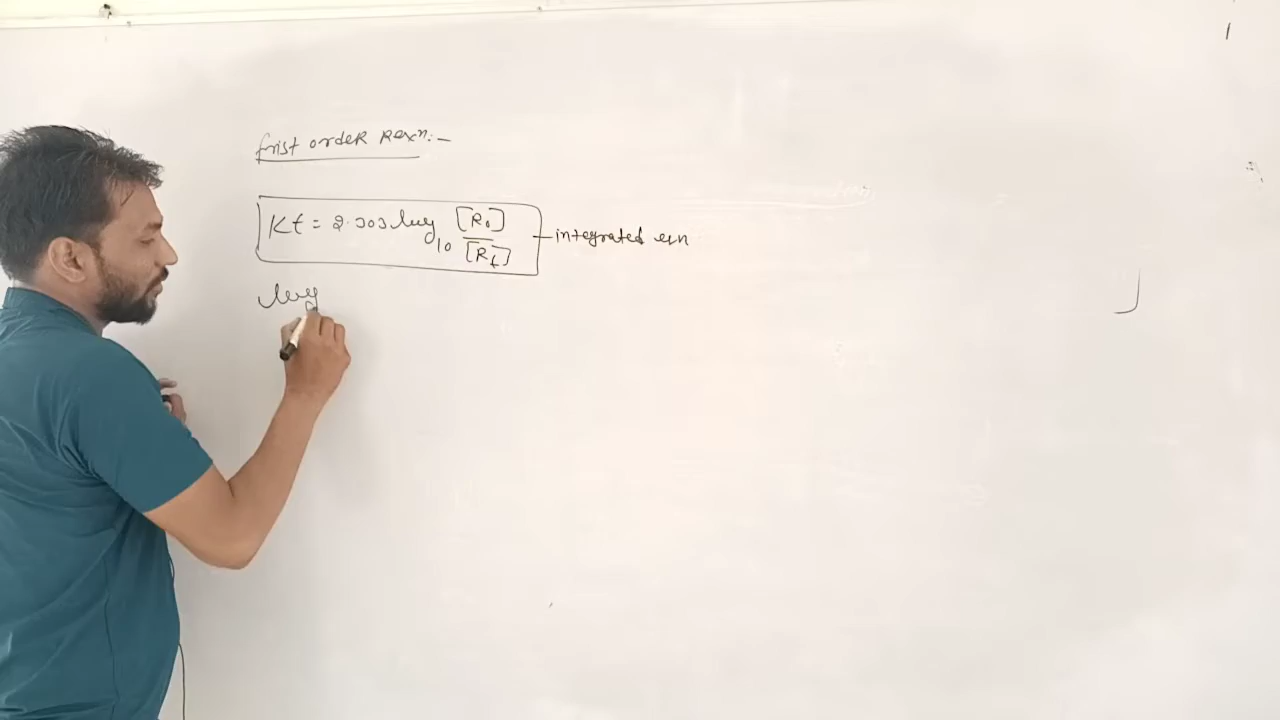 frist order Rexn:-
Kt = 2.303 log10 [R0]/[Rt] - integrated eqn
log